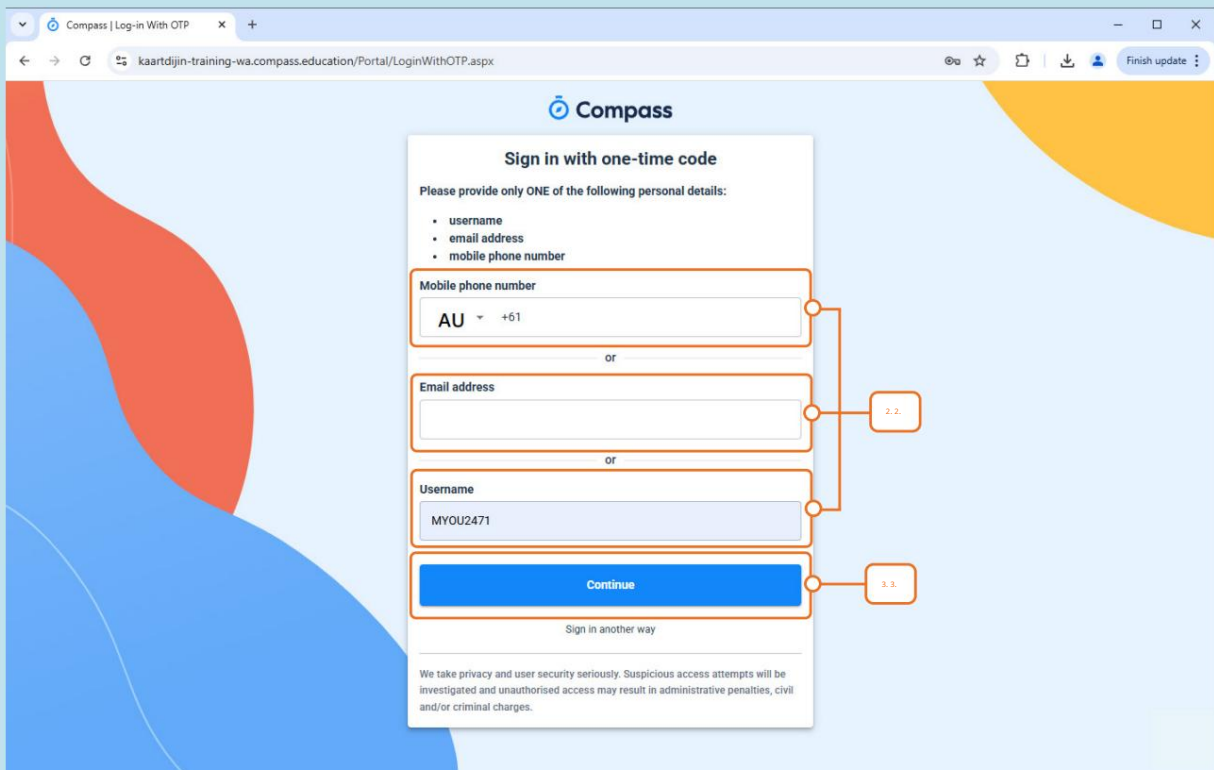 Compass | Log-in With OTP
kaartdijin-training-wa.compass.education/Portal/LoginWithOTP.aspx
Finish update
Compass
Sign in with one-time code
Please provide only ONE of the following personal details:
• username
• email address
• mobile phone number
Mobile phone number
AU +61
or
Email address
2. 2.
or
Username
MYOU2471
Continue
3. 3.
Sign in another way
We take privacy and user security seriously. Suspicious access attempts will be
investigated and unauthorised access may result in administrative penalties, civil
and/or criminal charges.